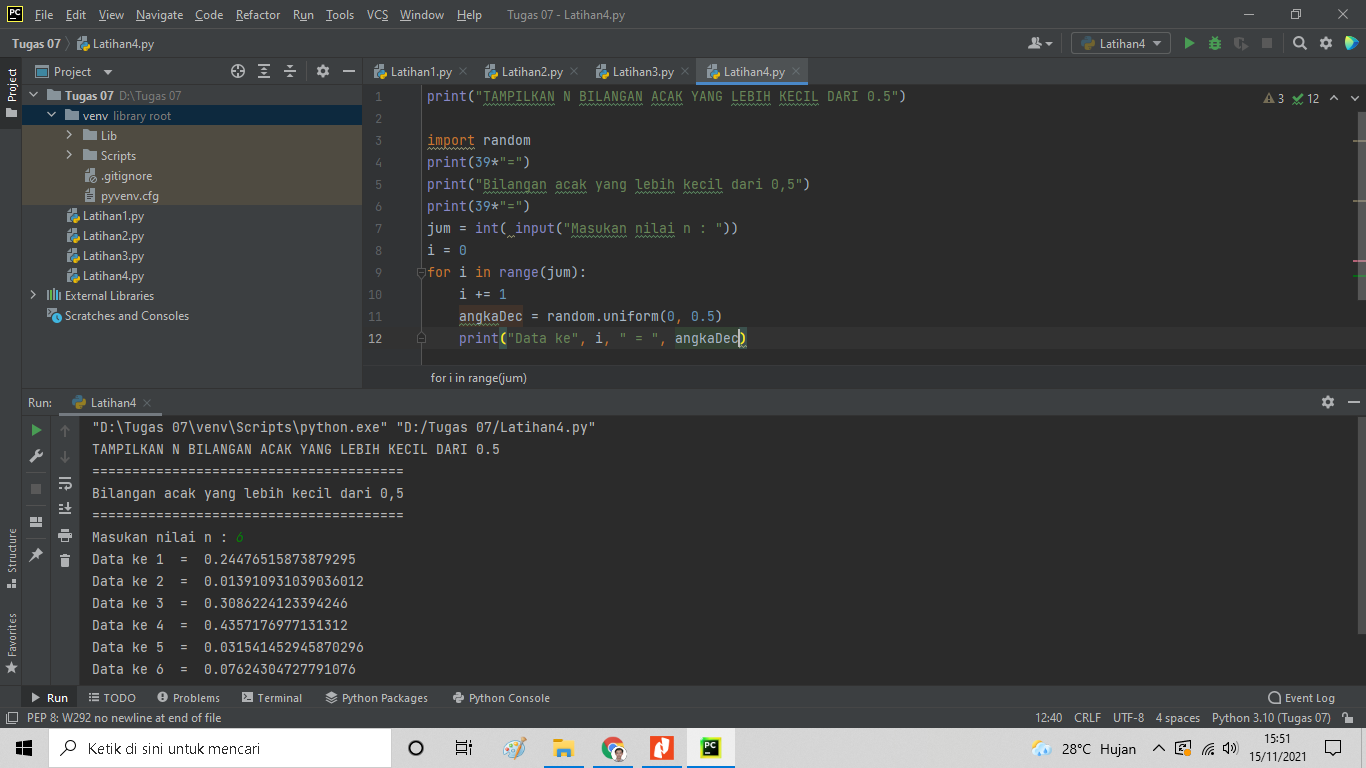 File Edit View Navigate Code Refactor Run Tools VCS Window Help Tugas 07 - Latihan4.py
Tugas 07 Latihan4.py Latihan4
Project
Project
Latihan1.py Latihan2.py Latihan3.py Latihan4.py
Tugas 07 D:\Tugas 07
venv library root
Lib
Scripts
.gitignore
pyvenv.cfg
Latihan1.py
Latihan2.py
Latihan3.py
Latihan4.py
External Libraries
Scratches and Consoles
3 12
1 print("TAMPILKAN N BILANGAN ACAK YANG LEBIH KECIL DARI 0.5")
2
3 import random
4 print(39*"=")
5 print("Bilangan acak yang lebih kecil dari 0,5")
6 print(39*"=")
7 jum = int( input("Masukan nilai n : "))
8 i = 0
9 for i in range(jum):
10     i += 1
11     angkaDec = random.uniform(0, 0.5)
12     print("Data ke", i, " = ", angkaDec)
for i in range(jum)
Run: Latihan4
"D:\Tugas 07\venv\Scripts\python.exe" "D:/Tugas 07/Latihan4.py"
TAMPILKAN N BILANGAN ACAK YANG LEBIH KECIL DARI 0.5
=======================================
Bilangan acak yang lebih kecil dari 0,5
=======================================
Masukan nilai n : 6
Data ke 1  =  0.24476515873879295
Data ke 2  =  0.013910931039036012
Data ke 3  =  0.3086224123394246
Data ke 4  =  0.4357176977131312
Data ke 5  =  0.031541452945870296
Data ke 6  =  0.07624304727791076
Structure
Favorites
Run TODO Problems Terminal Python Packages Python Console Event Log
PEP 8: W292 no newline at end of file 12:40 CRLF UTF-8 4 spaces Python 3.10 (Tugas 07)
Ketik di sini untuk mencari
28°C Hujan
15:51
15/11/2021